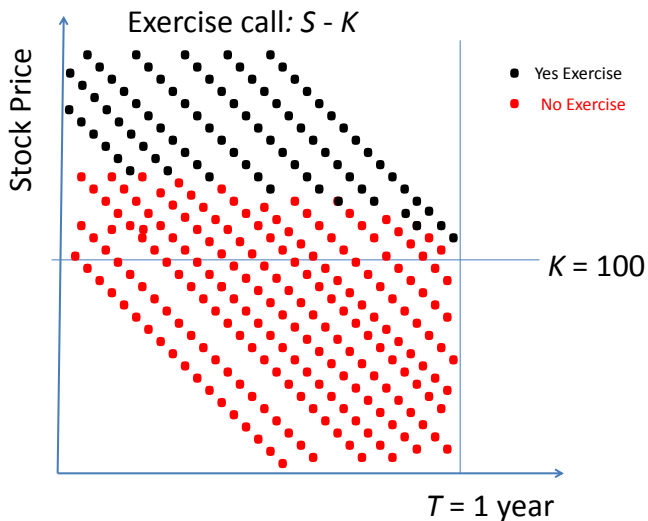 Exercise call: S - K
Stock Price
Yes Exercise
No Exercise
K = 100
T = 1 year